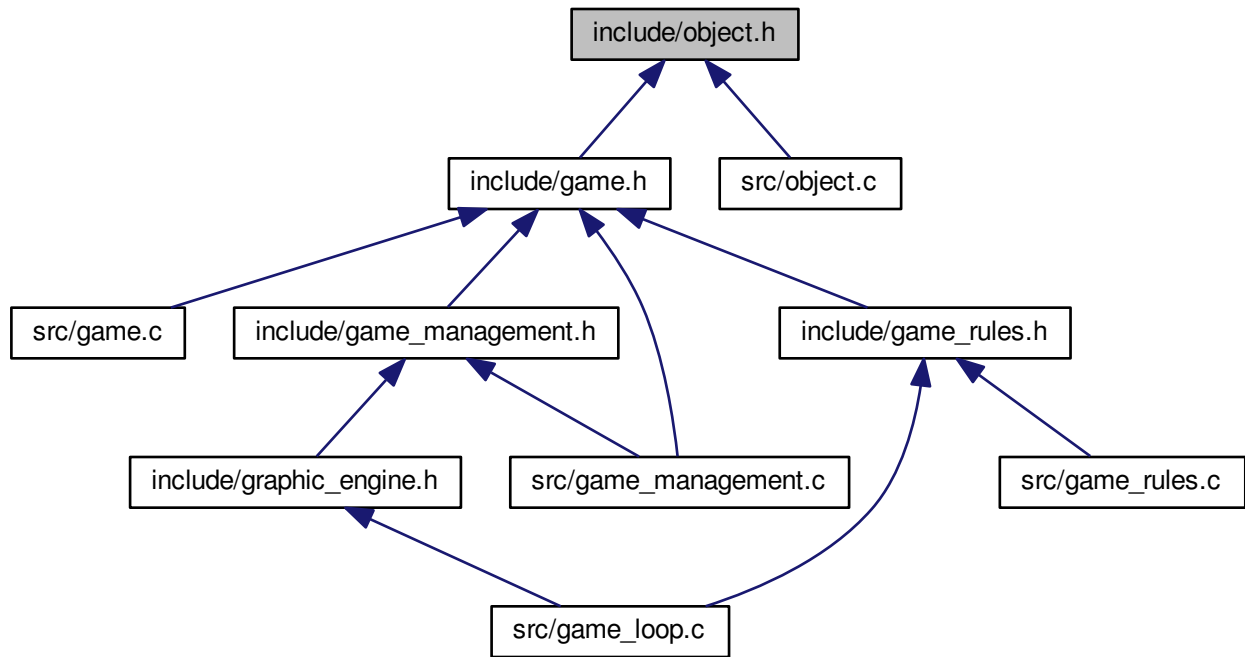 include/object.h
include/game.h
src/object.c
src/game.c
include/game_management.h
include/game_rules.h
include/graphic_engine.h
src/game_management.c
src/game_rules.c
src/game_loop.c